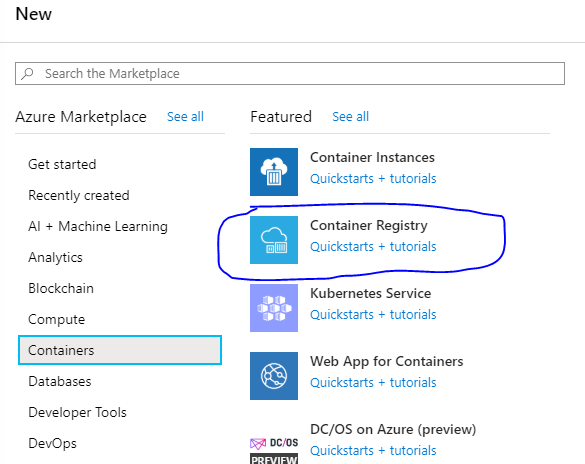 New
Search the Marketplace
Azure Marketplace See all
Featured See all
Get started
Recently created
AI + Machine Learning
Analytics
Blockchain
Compute
Containers
Databases
Developer Tools
DevOps
Container Instances
Quickstarts + tutorials
Container Registry
Quickstarts + tutorials
Kubernetes Service
Quickstarts + tutorials
Web App for Containers
Quickstarts + tutorials
DC/OS
PREVIEW
DC/OS on Azure (preview)
Quickstarts + tutorials